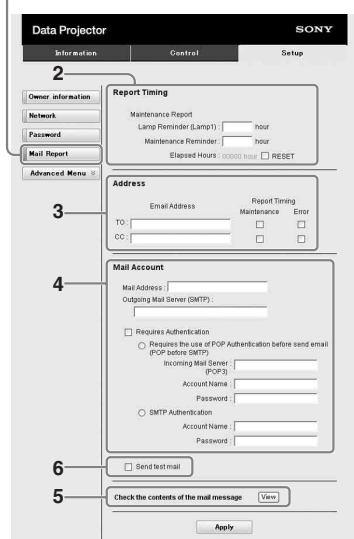 Data Projector SONY
Information Control Setup
2
Owner information
Network
Password
Mail Report
Advanced Menu
Report Timing
Maintenance Report
Lamp Reminder (Lamp1) : hour
Maintenance Reminder : hour
Elapsed Hours : 00000 hour RESET
3
Address
Email Address Report Timing
Maintenance Error
TO :
CC :
4
Mail Account
Mail Address :
Outgoing Mail Server (SMTP) :
Requires Authentication
Requires the use of POP Authentication before send email
(POP before SMTP)
Incoming Mail Server :
(POP3)
Account Name :
Password :
SMTP Authentication
Account Name :
Password :
6
Send test mail
5
Check the contents of the mail message View
Apply